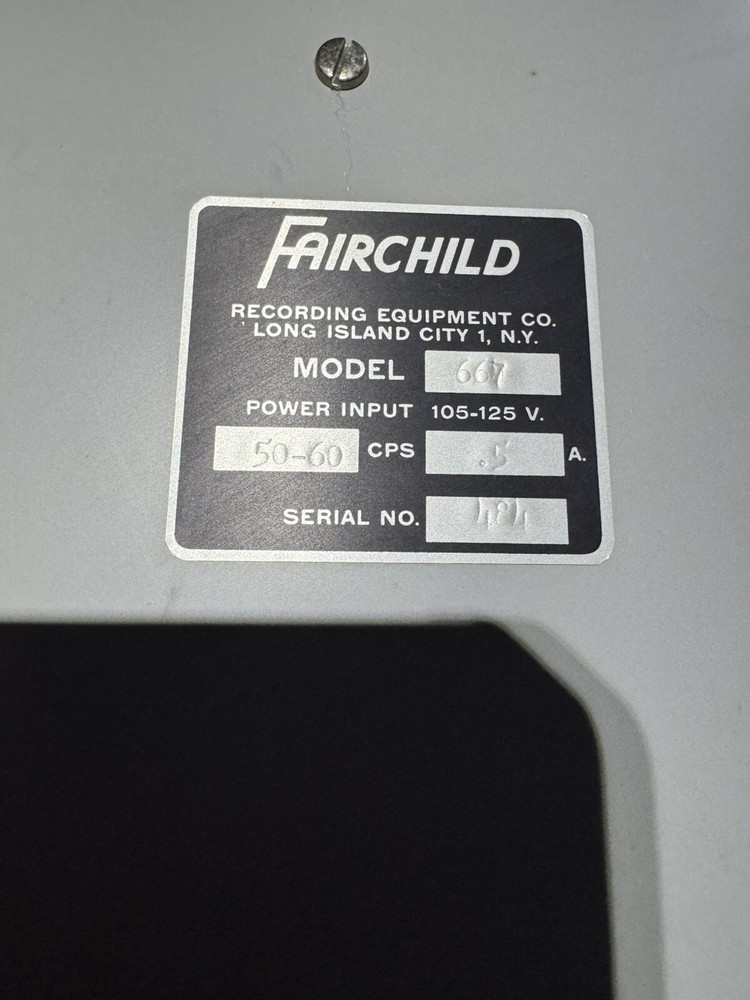 FAIRCHILD
RECORDING EQUIPMENT CO.
LONG ISLAND CITY 1, N.Y.
MODEL 667
POWER INPUT 105-125 V.
50-60 CPS .5 A.
SERIAL NO. 484